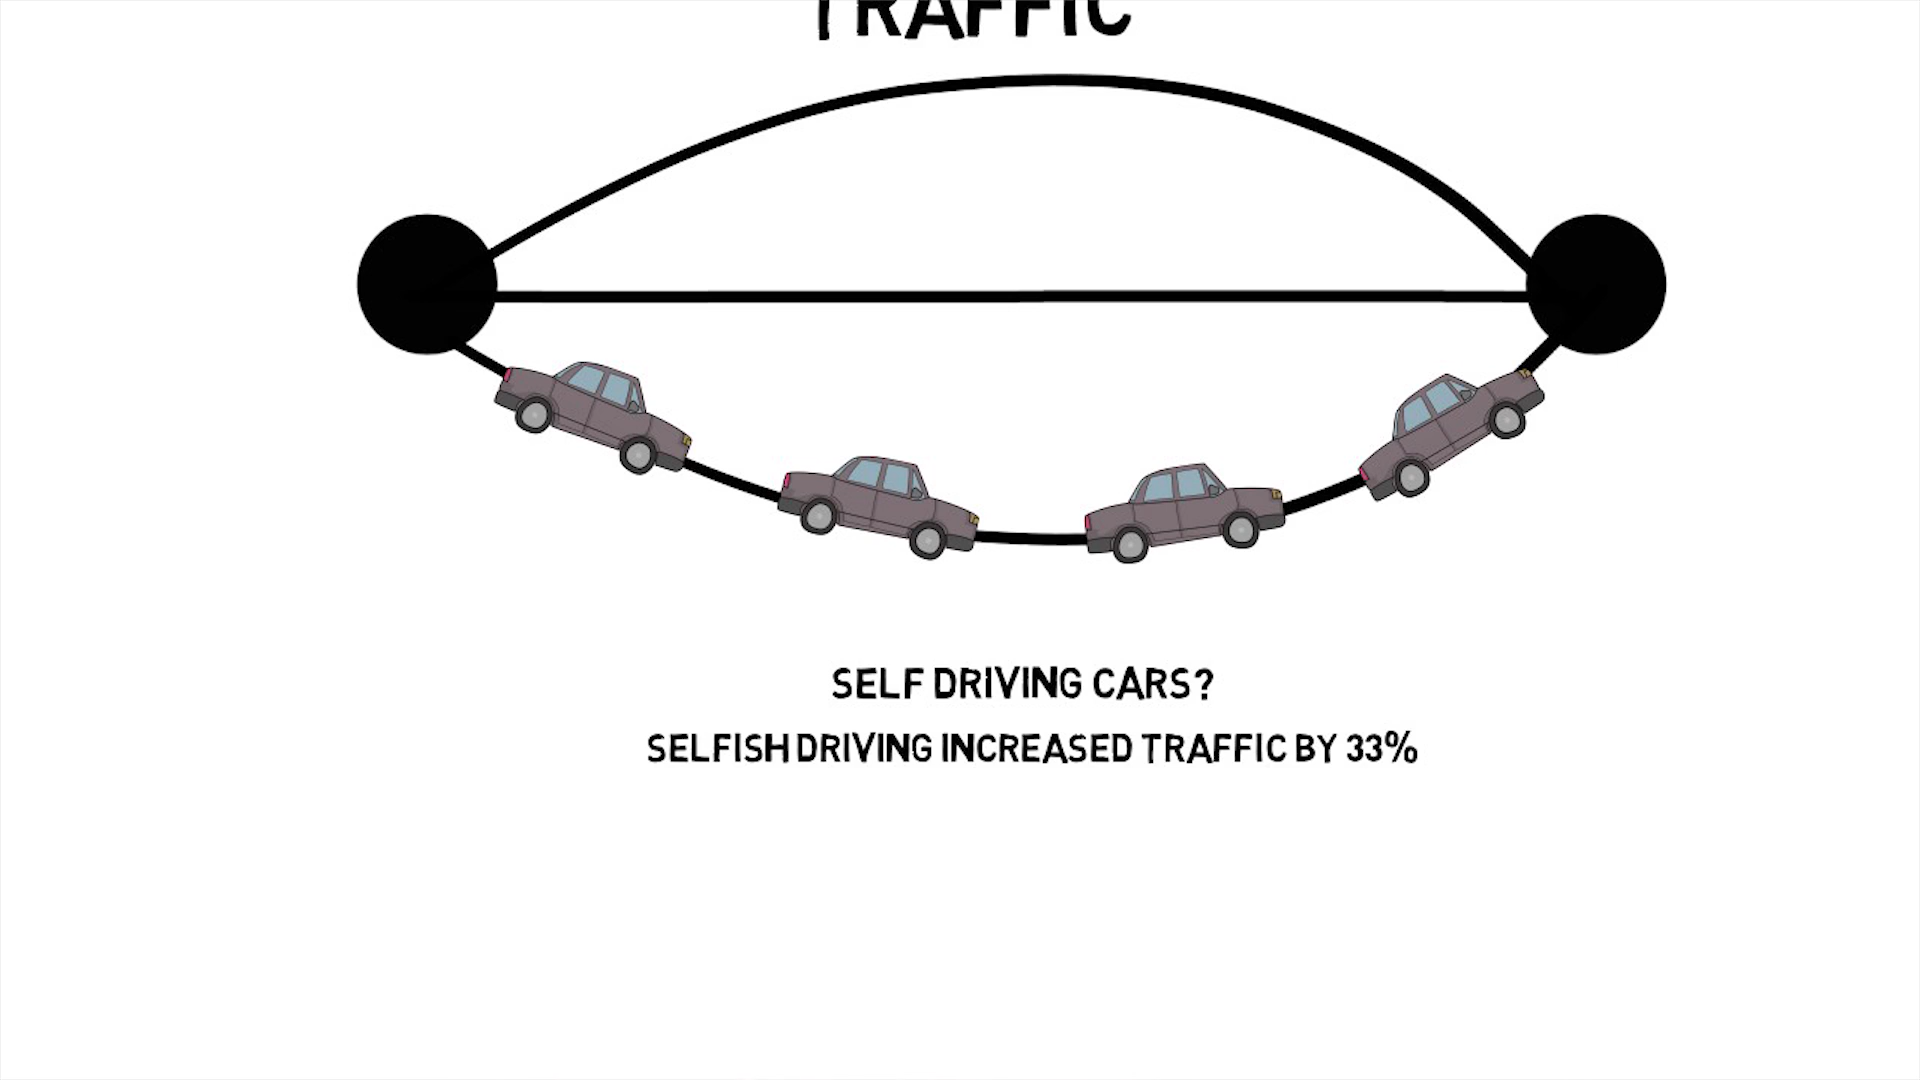 TRAFFIC
SELF DRIVING CARS?
SELFISH DRIVING INCREASED TRAFFIC BY 33%